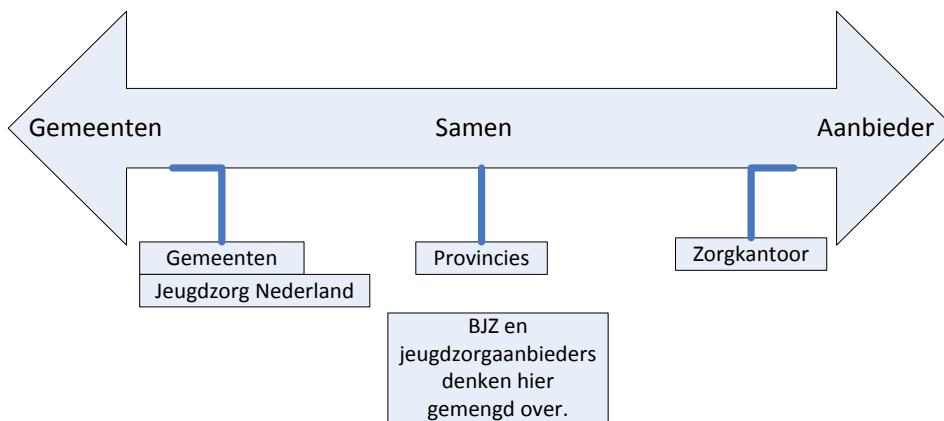 Gemeenten
Samen
Aanbieder
Gemeenten
Jeugdzorg Nederland
Provincies
Zorgkantoor
BJZ en
jeugdzorgaanbieders
denken hier
gemengd over.